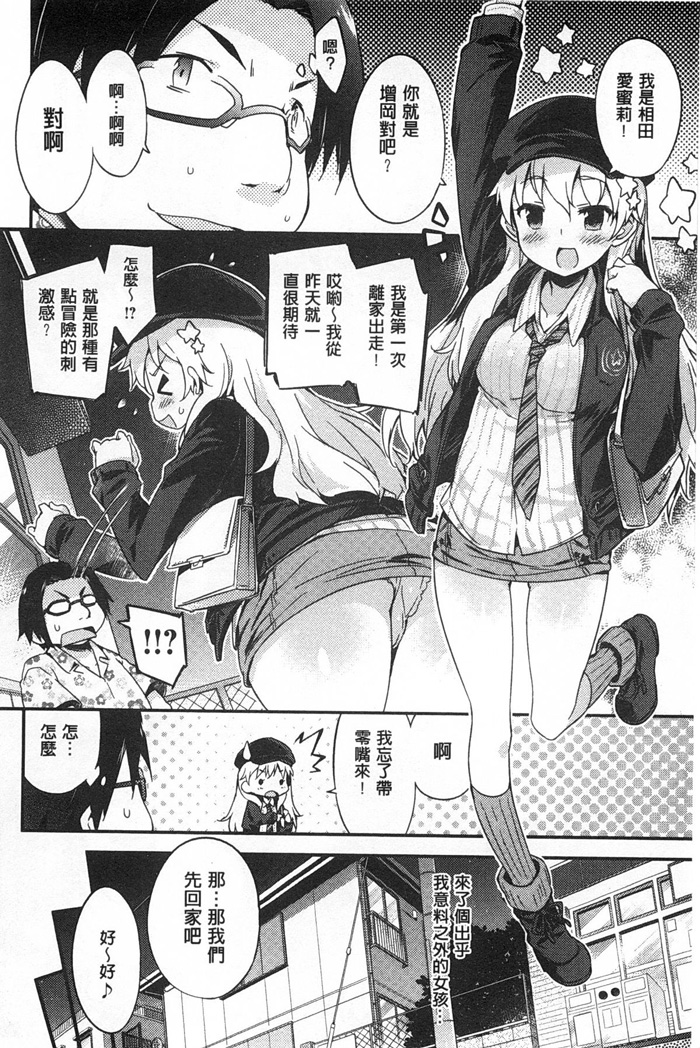 我是相田
愛蜜莉！
你就是
增岡對吧？
嗯？
啊…啊啊
對啊
我是第一次
離家出走！
哎喲～我從
昨天就一
直很期待
怎麼～!?
就是那種有
點冒險的刺
激感？
!!?
啊
我忘了帶
零嘴來！
怎…
怎麼
來了個出乎
我意料之外的女孩…
那…那我們
先回家吧
好～好♪